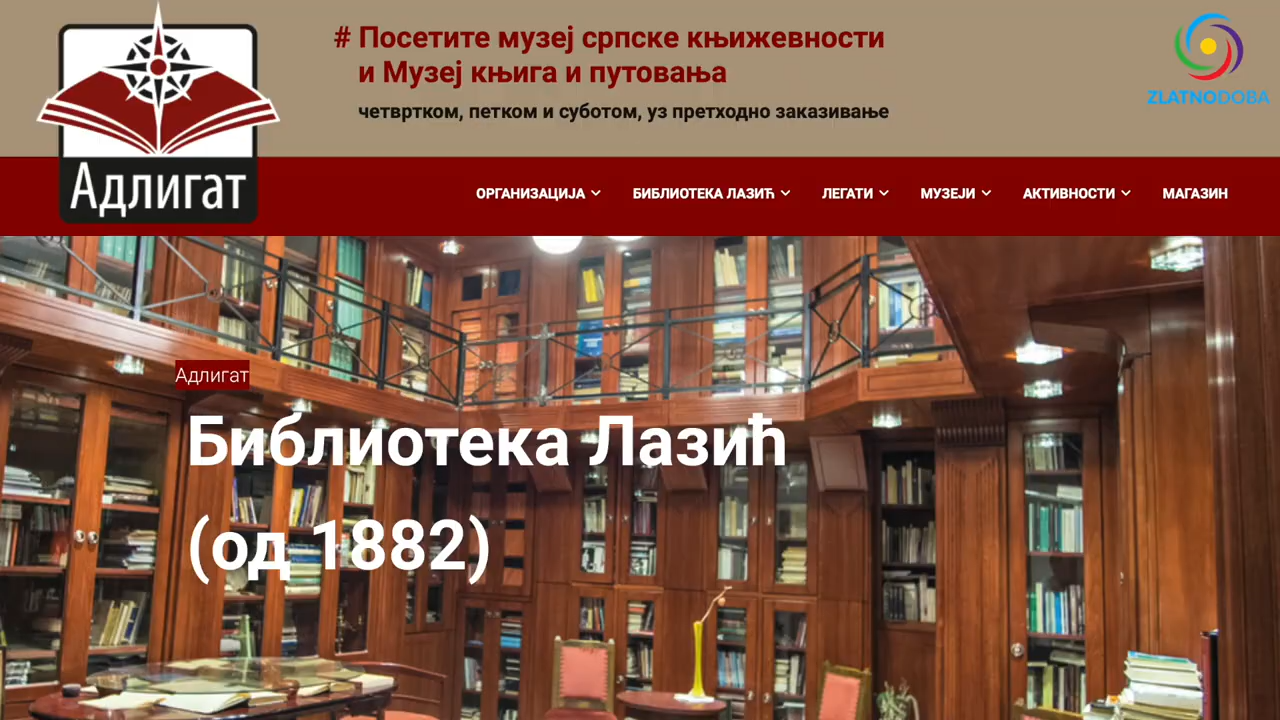 # Посетите музеј српске књижевности
и Музеј књига и путовања
четвртком, петком и суботом, уз претходно заказивање
ZLATNODOBA
Адлигат
ОРГАНИЗАЦИЈА
БИБЛИОТЕКА ЛАЗИЋ
ЛЕГАТИ
МУЗЕЈИ
АКТИВНОСТИ
МАГАЗИН
Адлигат
Библиотека Лазић
(од 1882)